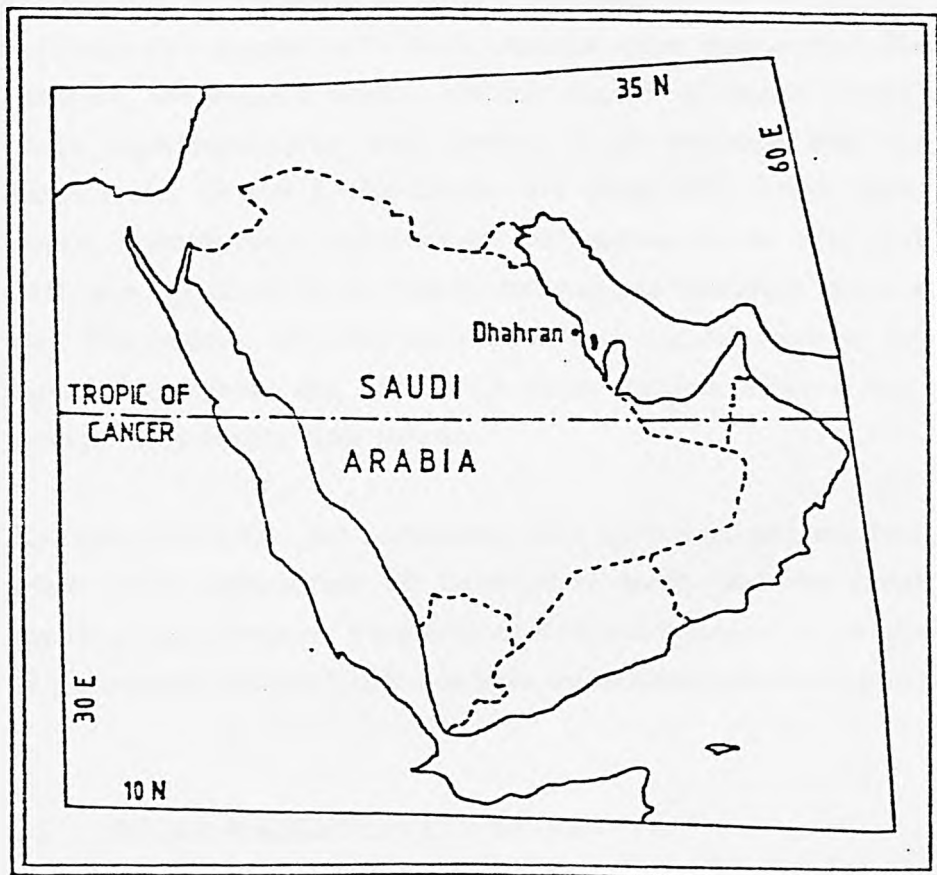 35 N
60 E
Dhahran
SAUDI
TROPIC OF
CANCER
ARABIA
30 E
10 N